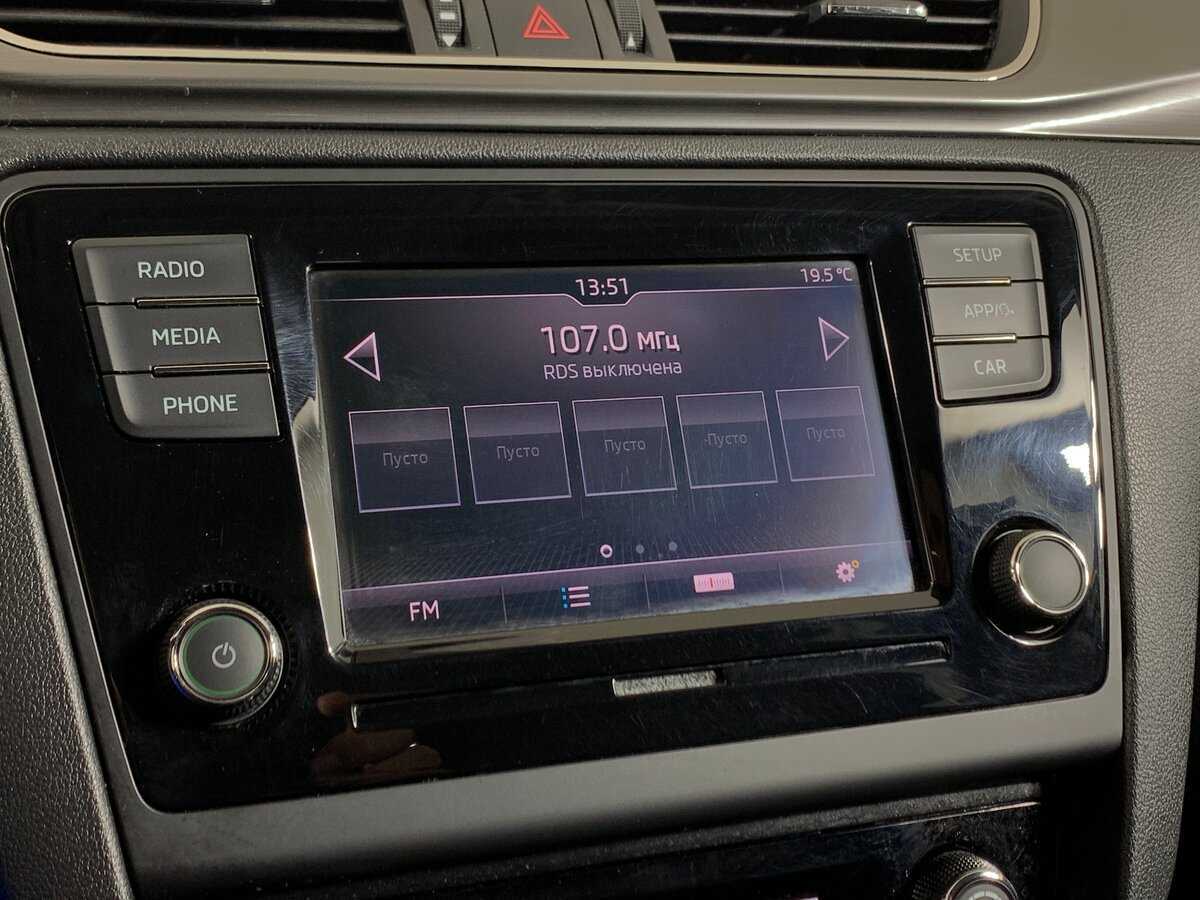 RADIO
MEDIA
PHONE
13:51
19.5°C
107.0 МГц
RDS выключена
Пусто
Пусто
Пусто
Пусто
Пусто
FM
SETUP
APP/
CAR